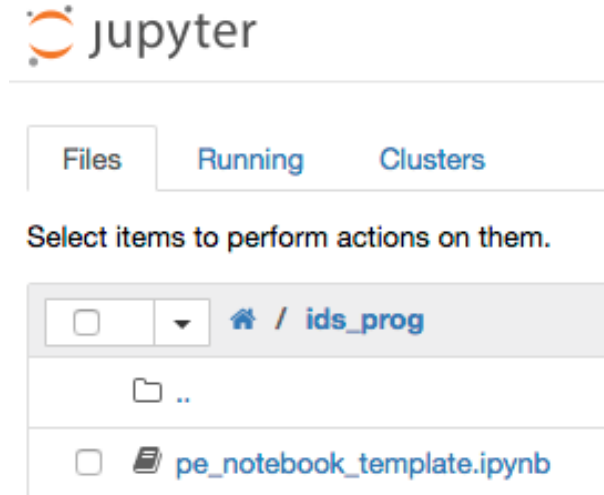 jupyter
Files Running Clusters
Select items to perform actions on them.
/ ids_prog
..
pe_notebook_template.ipynb